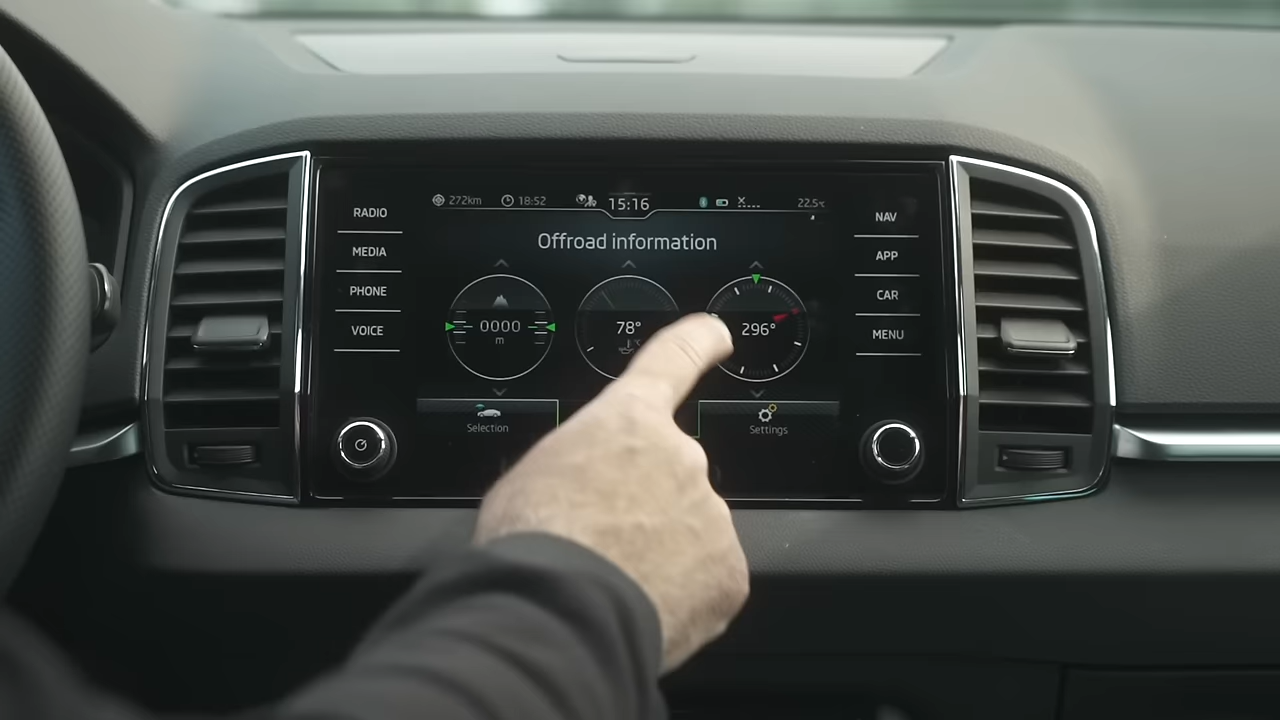 272km 18:52 15:16 22.5°C
RADIO
MEDIA
PHONE
VOICE
Offroad information
0000
m
78°
°C
296°
Selection
Settings
NAV
APP
CAR
MENU